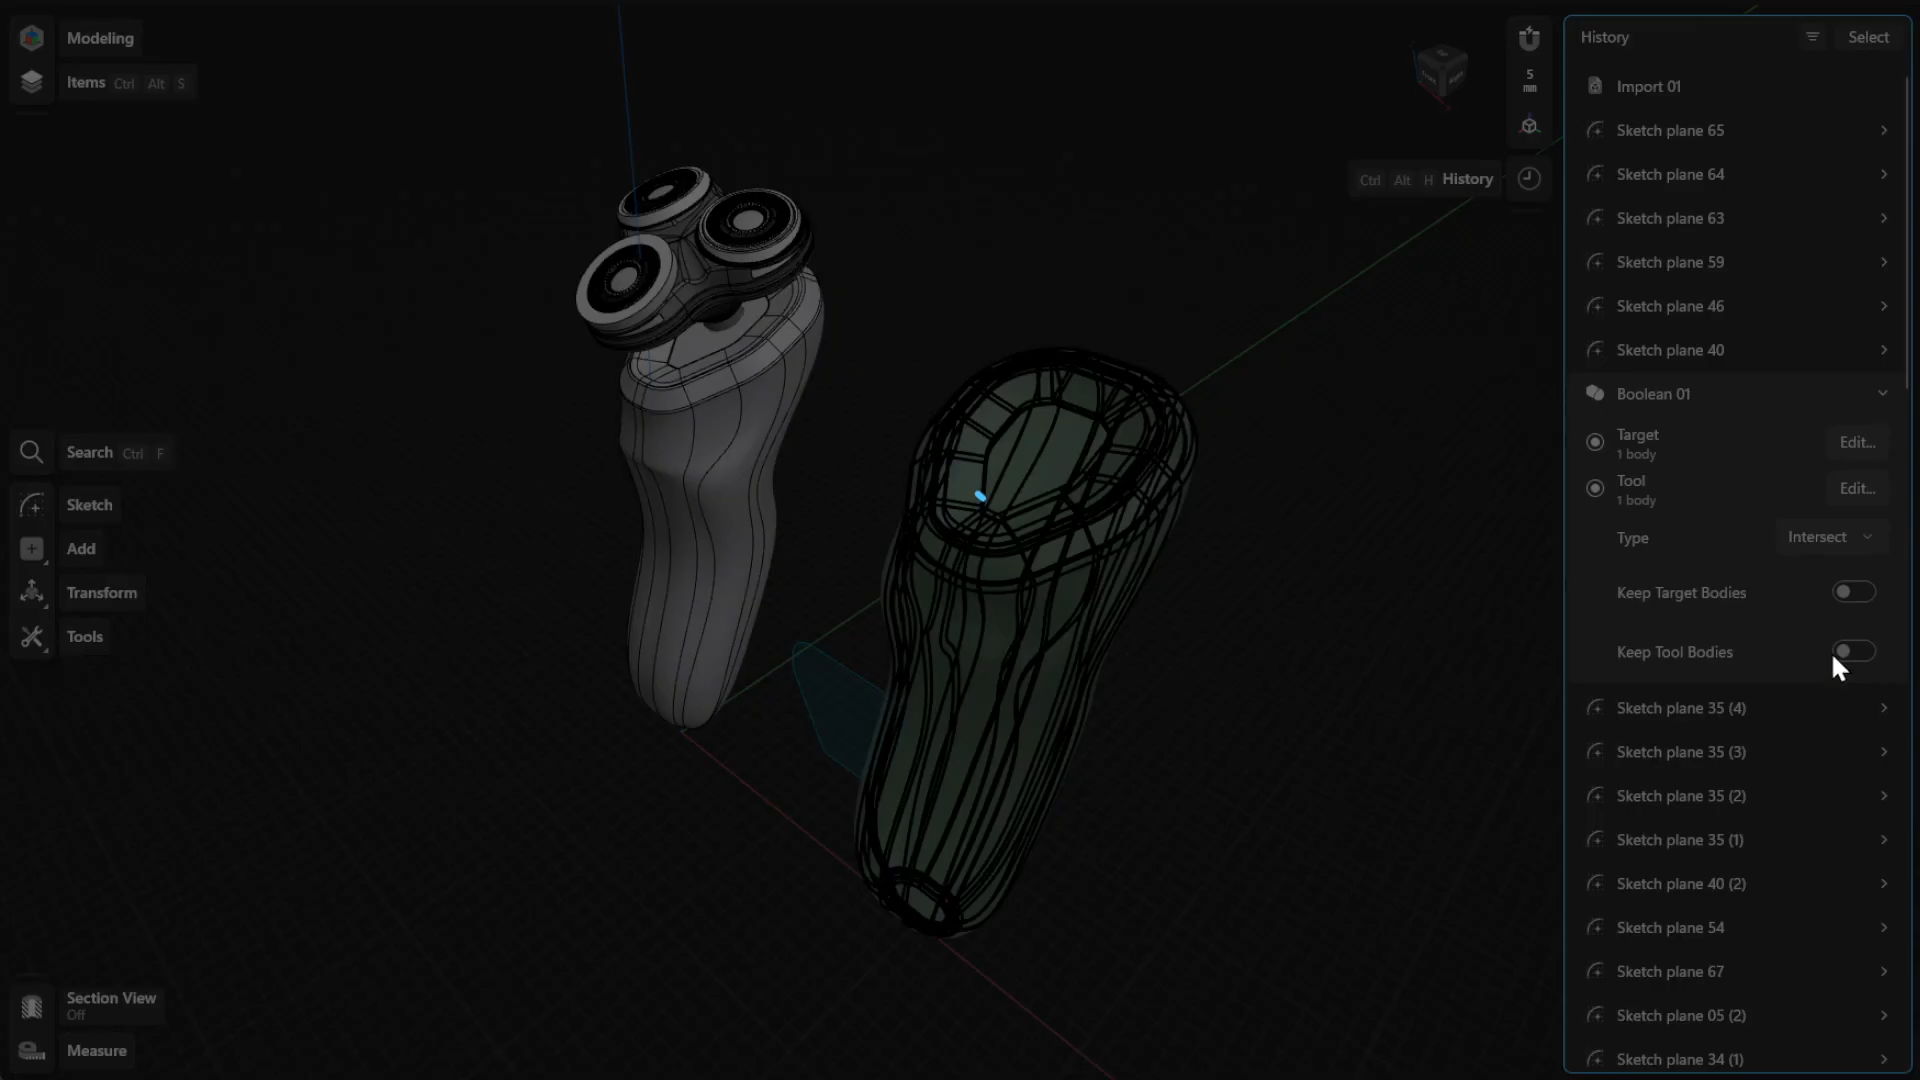 Modeling
Items Ctrl Alt S
Search Ctrl F
Sketch
Add
Transform
Tools
Section View
Off
Measure
5
mm
Ctrl Alt H History
History
Select
Import 01
Sketch plane 65
Sketch plane 64
Sketch plane 63
Sketch plane 59
Sketch plane 46
Sketch plane 40
Boolean 01
Target
1 body
Edit...
Tool
1 body
Edit...
Type
Intersect
Keep Target Bodies
Keep Tool Bodies
Sketch plane 35 (4)
Sketch plane 35 (3)
Sketch plane 35 (2)
Sketch plane 35 (1)
Sketch plane 40 (2)
Sketch plane 54
Sketch plane 67
Sketch plane 05 (2)
Sketch plane 34 (1)